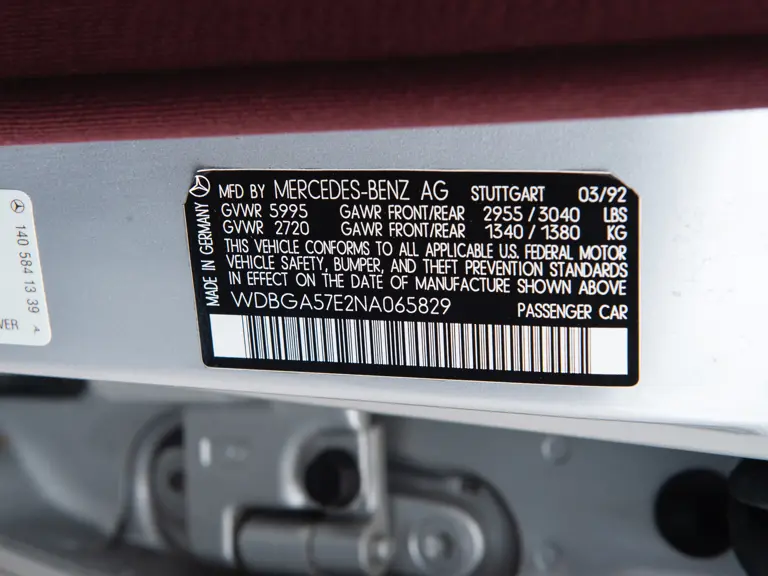 MFD BY MERCEDES-BENZ AG STUTTGART 03/92
GVWR 5995 GAWR FRONT/REAR 2955/3040 LBS
GVWR 2720 GAWR FRONT/REAR 1340/1380 KG
THIS VEHICLE CONFORMS TO ALL APPLICABLE U.S. FEDERAL MOTOR
VEHICLE SAFETY, BUMPER, AND THEFT PREVENTION STANDARDS
IN EFFECT ON THE DATE OF MANUFACTURE SHOWN ABOVE
WDBGA57E2NA065829 PASSENGER CAR
MADE IN GERMANY
140 584 13 39